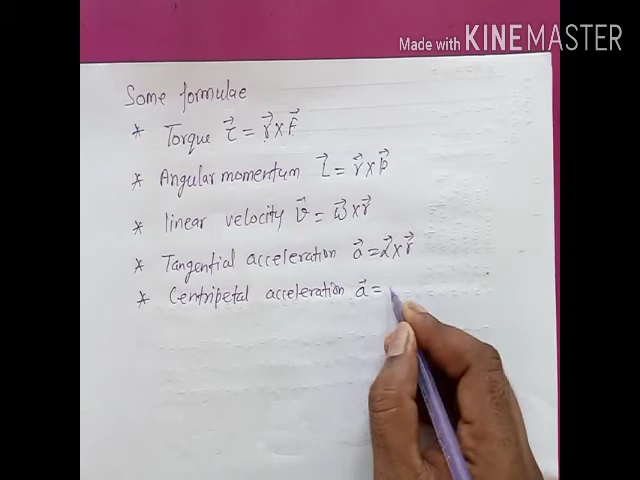 Made with KINEMASTER
Some formulae
* Torque τ⃗ = r⃗ × F⃗
* Angular momentum L⃗ = r⃗ × p⃗
* linear velocity v⃗ = ω⃗ × r⃗
* Tangential acceleration a⃗ = α⃗ × r⃗
* Centripetal acceleration a⃗ =